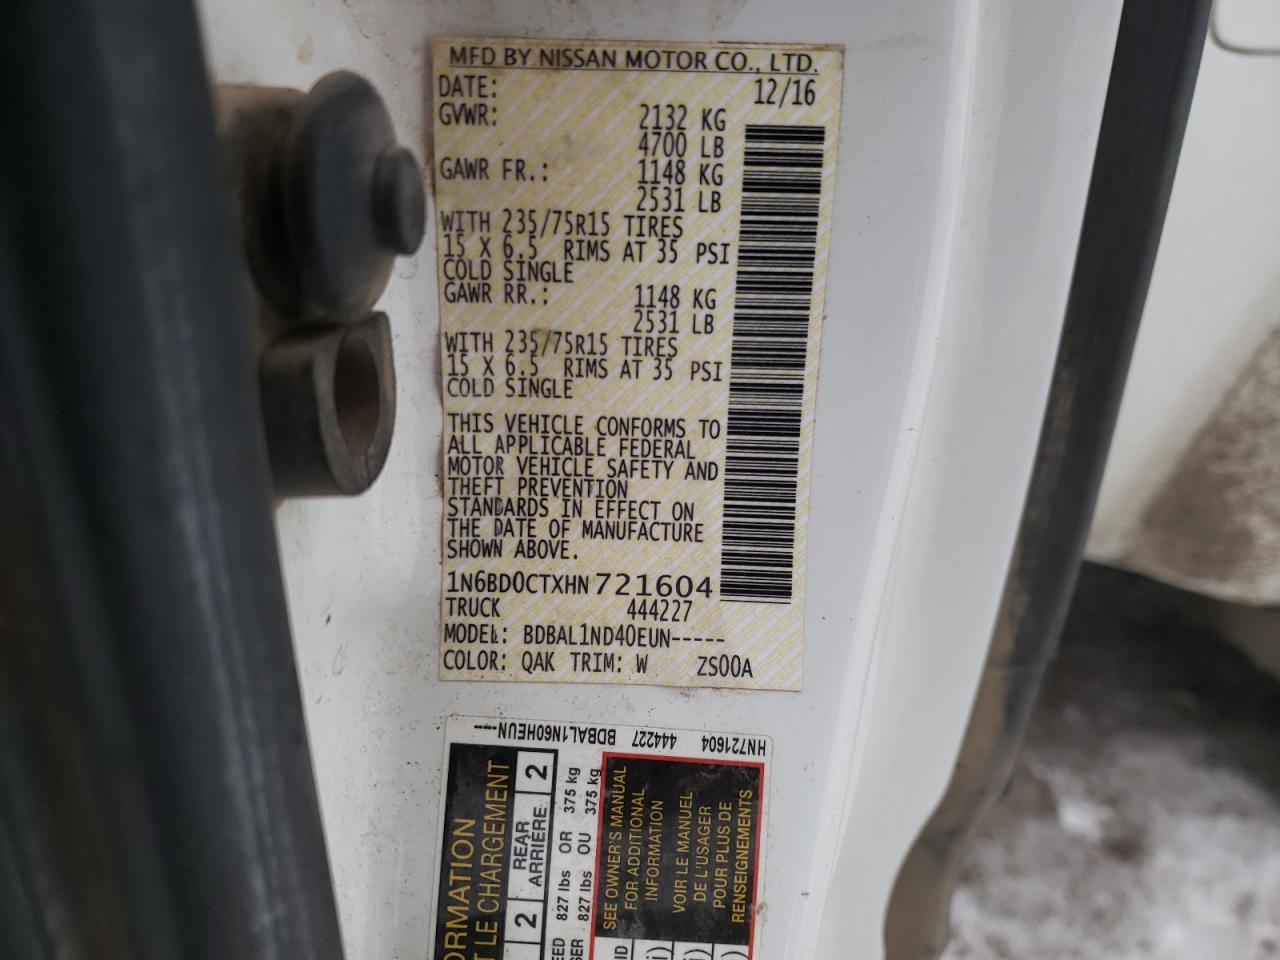 MFD BY NISSAN MOTOR CO., LTD.
DATE: 12/16
GVWR: 2132 KG
4700 LB
GAWR FR.: 1148 KG
2531 LB
WITH 235/75R15 TIRES
15 X 6.5 RIMS AT 35 PSI
COLD SINGLE
GAWR RR.: 1148 KG
2531 LB
WITH 235/75R15 TIRES
15 X 6.5 RIMS AT 35 PSI
COLD SINGLE
THIS VEHICLE CONFORMS TO
ALL APPLICABLE FEDERAL
MOTOR VEHICLE SAFETY AND
THEFT PREVENTION
STANDARDS IN EFFECT ON
THE DATE OF MANUFACTURE
SHOWN ABOVE.
1N6BD0CTXHN721604
TRUCK 444227
MODEL: BDBAL1ND40EUN-----
COLOR: QAK TRIM: W ZS00A
HN721604 444227 BDBAL1N60HEUN----
LE CHARGEMENT
2 REAR 2
ARRIÈRE
827 lbs OR 375 kg
827 lbs OU 375 kg
SEE OWNER'S MANUAL
FOR ADDITIONAL
INFORMATION
VOIR LE MANUEL
DE L'USAGER
POUR PLUS DE
RENSEIGNEMENTS